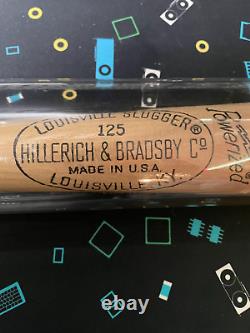 LOUISVILLE SLUGGER®
125
HILLERICH & BRADSBY Cº
MADE IN U.S.A.
LOUISVILLE, KY.
Powerized